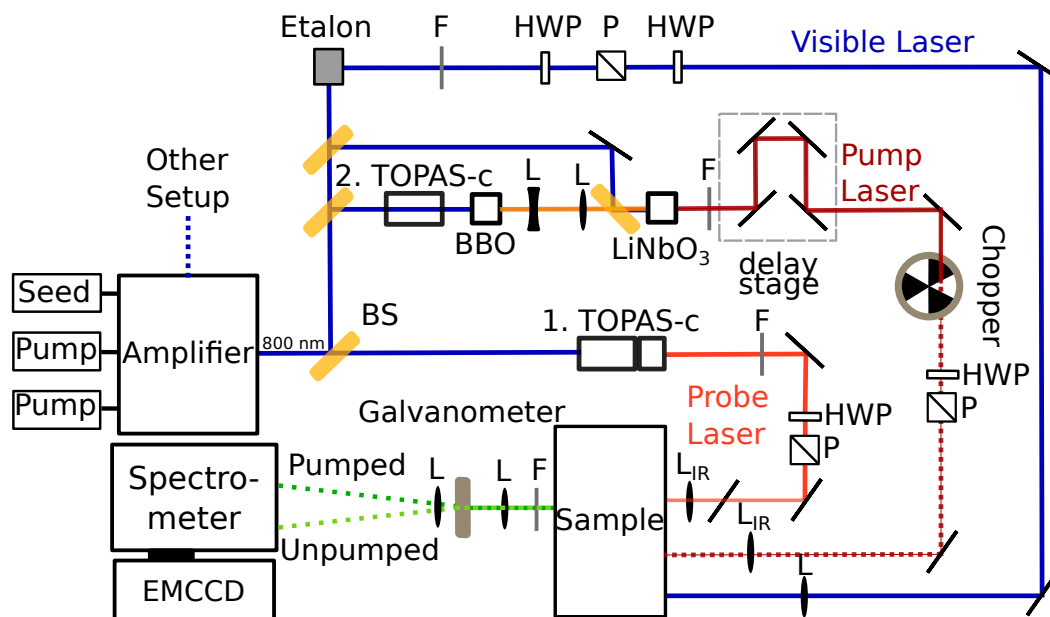 Etalon
F
HWP
P
HWP
Visible Laser
Other
Setup
2. TOPAS-c
L
L
F
Pump
Laser
BBO
LiNbO3
delay
stage
Chopper
Seed
Pump
Pump
Amplifier
800 nm
BS
1. TOPAS-c
F
HWP
P
Probe
Laser
HWP
P
Galvanometer
Spectro-
meter
Pumped
Unpumped
L
L
F
Sample
LIR
LIR
L
EMCCD